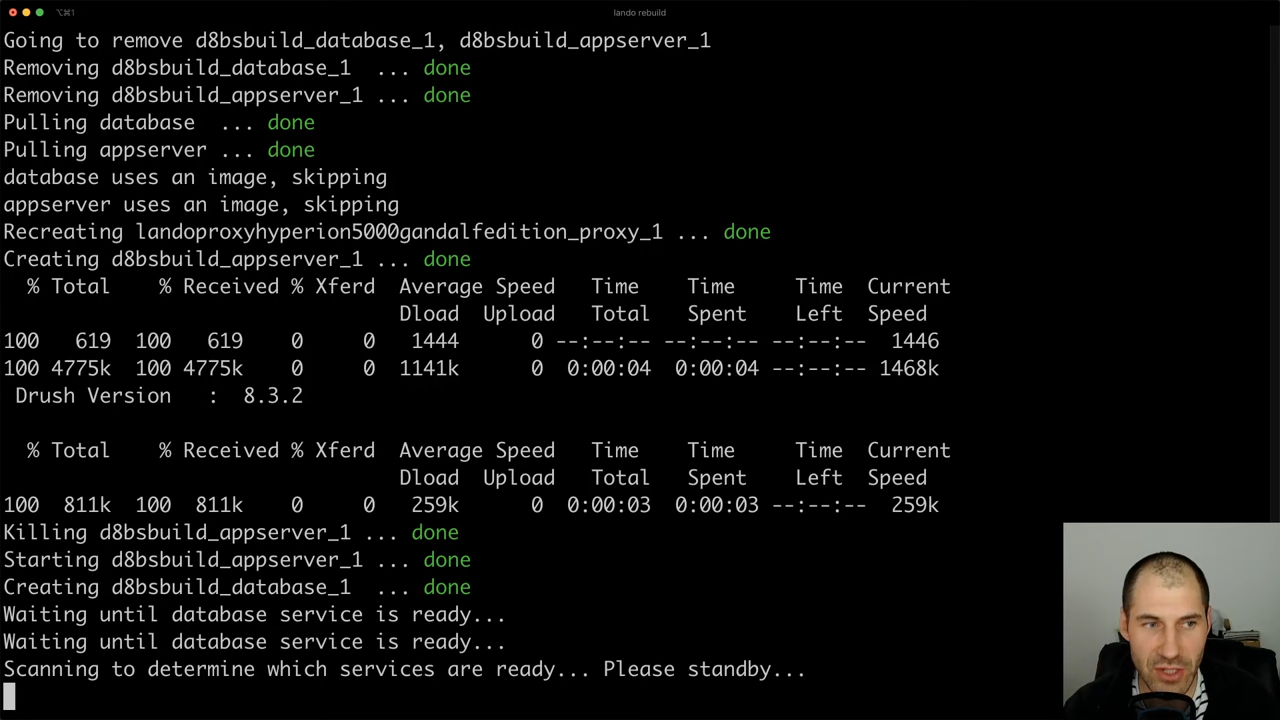 ⌥⌘1
lando rebuild
Going to remove d8bsbuild_database_1, d8bsbuild_appserver_1
Removing d8bsbuild_database_1  ... done
Removing d8bsbuild_appserver_1 ... done
Pulling database  ... done
Pulling appserver ... done
database uses an image, skipping
appserver uses an image, skipping
Recreating landoproxyhyperion5000gandalfedition_proxy_1 ... done
Creating d8bsbuild_appserver_1 ... done
  % Total    % Received % Xferd  Average Speed   Time    Time     Time  Current
                                 Dload  Upload   Total   Spent    Left  Speed
100   619  100   619    0     0   1444      0 --:--:-- --:--:-- --:--:--  1446
100 4775k  100 4775k    0     0  1141k      0  0:00:04  0:00:04 --:--:-- 1468k
 Drush Version   :  8.3.2
  % Total    % Received % Xferd  Average Speed   Time    Time     Time  Current
                                 Dload  Upload   Total   Spent    Left  Speed
100  811k  100  811k    0     0   259k      0  0:00:03  0:00:03 --:--:--  259k
Killing d8bsbuild_appserver_1 ... done
Starting d8bsbuild_appserver_1 ... done
Creating d8bsbuild_database_1  ... done
Waiting until database service is ready...
Waiting until database service is ready...
Scanning to determine which services are ready... Please standby...